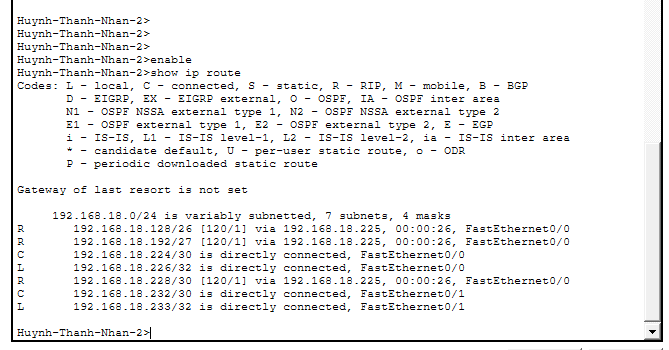 Huynh-Thanh-Nhan-2>
Huynh-Thanh-Nhan-2>
Huynh-Thanh-Nhan-2>
Huynh-Thanh-Nhan-2>enable
Huynh-Thanh-Nhan-2>show ip route
Codes: L - local, C - connected, S - static, R - RIP, M - mobile, B - BGP
D - EIGRP, EX - EIGRP external, O - OSPF, IA - OSPF inter area
N1 - OSPF NSSA external type 1, N2 - OSPF NSSA external type 2
E1 - OSPF external type 1, E2 - OSPF external type 2, E - EGP
i - IS-IS, L1 - IS-IS level-1, L2 - IS-IS level-2, ia - IS-IS inter area
* - candidate default, U - per-user static route, o - ODR
P - periodic downloaded static route
Gateway of last resort is not set
192.168.18.0/24 is variably subnetted, 7 subnets, 4 masks
R 192.168.18.128/26 [120/1] via 192.168.18.225, 00:00:26, FastEthernet0/0
R 192.168.18.192/27 [120/1] via 192.168.18.225, 00:00:26, FastEthernet0/0
C 192.168.18.224/30 is directly connected, FastEthernet0/0
L 192.168.18.226/32 is directly connected, FastEthernet0/0
R 192.168.18.228/30 [120/1] via 192.168.18.225, 00:00:26, FastEthernet0/0
C 192.168.18.232/30 is directly connected, FastEthernet0/1
L 192.168.18.233/32 is directly connected, FastEthernet0/1
Huynh-Thanh-Nhan-2>